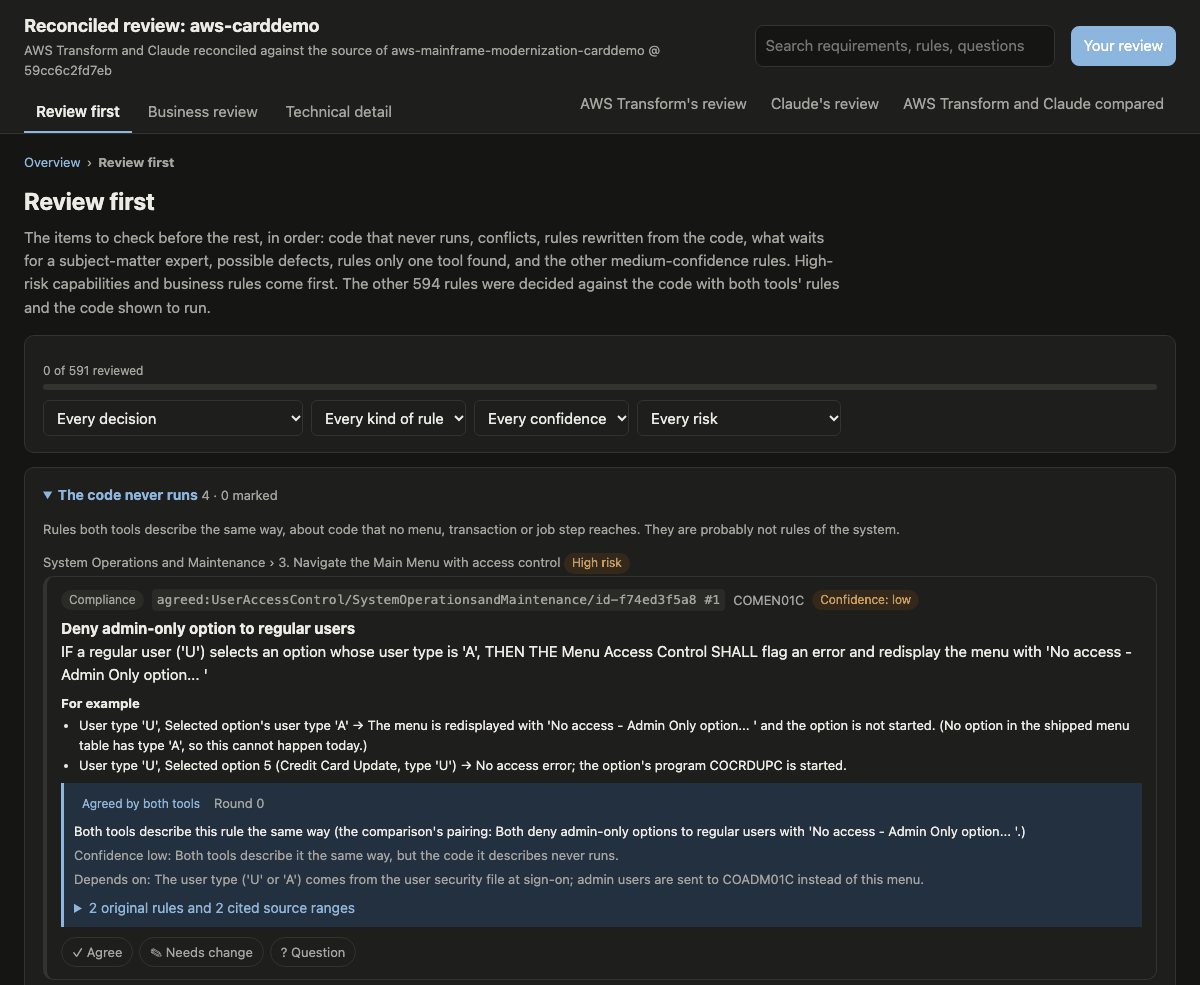 Reconciled review: aws-carddemo
AWS Transform and Claude reconciled against the source of aws-mainframe-modernization-carddemo @
59cc6c2fd7eb
Search requirements, rules, questions
Your review
Review first
Business review
Technical detail
AWS Transform's review
Claude's review
AWS Transform and Claude compared
Overview › Review first
Review first
The items to check before the rest, in order: code that never runs, conflicts, rules rewritten from the code, what waits
for a subject-matter expert, possible defects, rules only one tool found, and the other medium-confidence rules. High-
risk capabilities and business rules come first. The other 594 rules were decided against the code with both tools' rules
and the code shown to run.
0 of 591 reviewed
Every decision
Every kind of rule
Every confidence
Every risk
▼ The code never runs 4 · 0 marked
Rules both tools describe the same way, about code that no menu, transaction or job step reaches. They are probably not rules of the system.
System Operations and Maintenance › 3. Navigate the Main Menu with access control High risk
Compliance agreed:UserAccessControl/SystemOperationsandMaintenance/id-f74ed3f5a8 #1 COMEN01C Confidence: low
Deny admin-only option to regular users
IF a regular user ('U') selects an option whose user type is 'A', THEN THE Menu Access Control SHALL flag an error and redisplay the menu with 'No access -
Admin Only option... '
For example
• User type 'U', Selected option's user type 'A' → The menu is redisplayed with 'No access - Admin Only option... ' and the option is not started. (No option in the shipped menu
table has type 'A', so this cannot happen today.)
• User type 'U', Selected option 5 (Credit Card Update, type 'U') → No access error; the option's program COCRDUPC is started.
Agreed by both tools Round 0
Both tools describe this rule the same way (the comparison's pairing: Both deny admin-only options to regular users with 'No access - Admin Only option... '.)
Confidence low: Both tools describe it the same way, but the code it describes never runs.
Depends on: The user type ('U' or 'A') comes from the user security file at sign-on; admin users are sent to COADM01C instead of this menu.
▶ 2 original rules and 2 cited source ranges
✓ Agree
✎ Needs change
? Question